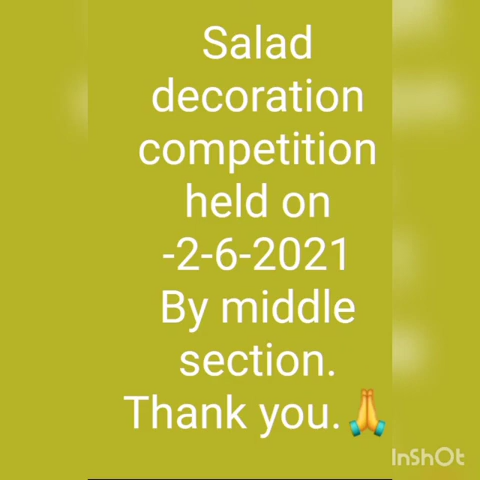 Salad
decoration
competition
held on
-2-6-2021
By middle
section.
Thank you.🙏
InShOt